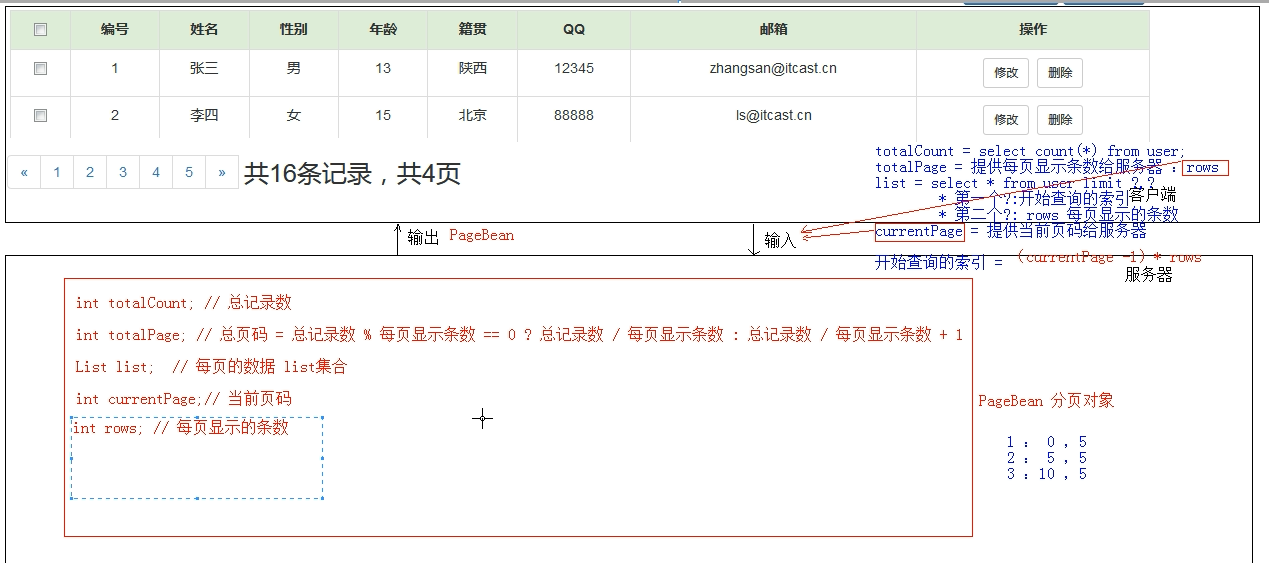 编号 姓名 性别 年龄 籍贯 QQ 邮箱 操作
1 张三 男 13 陕西 12345 zhangsan@itcast.cn 修改 删除
2 李四 女 15 北京 88888 ls@itcast.cn 修改 删除
« 1 2 3 4 5 » 共16条记录，共4页
totalCount = select count(*) from user;
totalPage = 提供每页显示条数给服务器 : rows
list = select * from user limit ?,?
* 第一个?:开始查询的索引
客户端
* 第二个?: rows 每页显示的条数
currentPage = 提供当前页码给服务器
输出 PageBean
输入
开始查询的索引 = (currentPage -1) * rows
服务器
int totalCount; // 总记录数
int totalPage; // 总页码 = 总记录数 % 每页显示条数 == 0 ? 总记录数 / 每页显示条数 : 总记录数 / 每页显示条数 + 1
List list; // 每页的数据 list集合
int currentPage;// 当前页码
int rows; // 每页显示的条数
PageBean 分页对象
1 : 0 , 5
2 : 5 , 5
3 :10 , 5